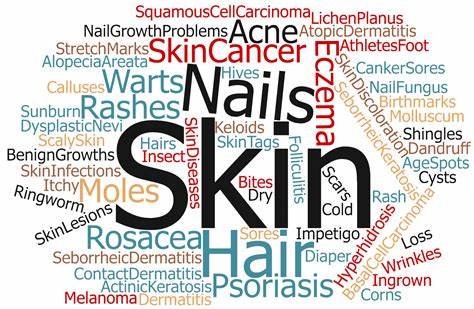 SquamousCellCarcinoma
LichenPlanus
NailGrowthProblems
Acne
AtopicDermatitis
StretchMarks
SkinCancer
AthletesFoot
AlopeciaAreata
Hives
Eczema
CankerSores
Calluses
Warts
Nails
SkinDiscoloration
NailFungus
Sunburn
Rashes
SeborrheicKeratosis
Birthmarks
DysplasticNevi
Keloids
Molluscum
ScalySkin
Hairs
SkinDiseases
SkinTags
Folliculitis
Shingles
BenignGrowths
Insect
Skin
Dandruff
SkinInfections
AgeSpots
Itchy
Moles
Bites
Scars
Cysts
Ringworm
Dry
Cold
Rash
SkinLesions
Rosacea
Hair
Sores
Impetigo
Hyperhidrosis
BasalCellCarcinoma
Loss
SeborrheicDermatitis
Diaper
Wrinkles
ContactDermatitis
ActinicKeratosis
Psoriasis
Ingrown
Melanoma
Dermatitis
Corns